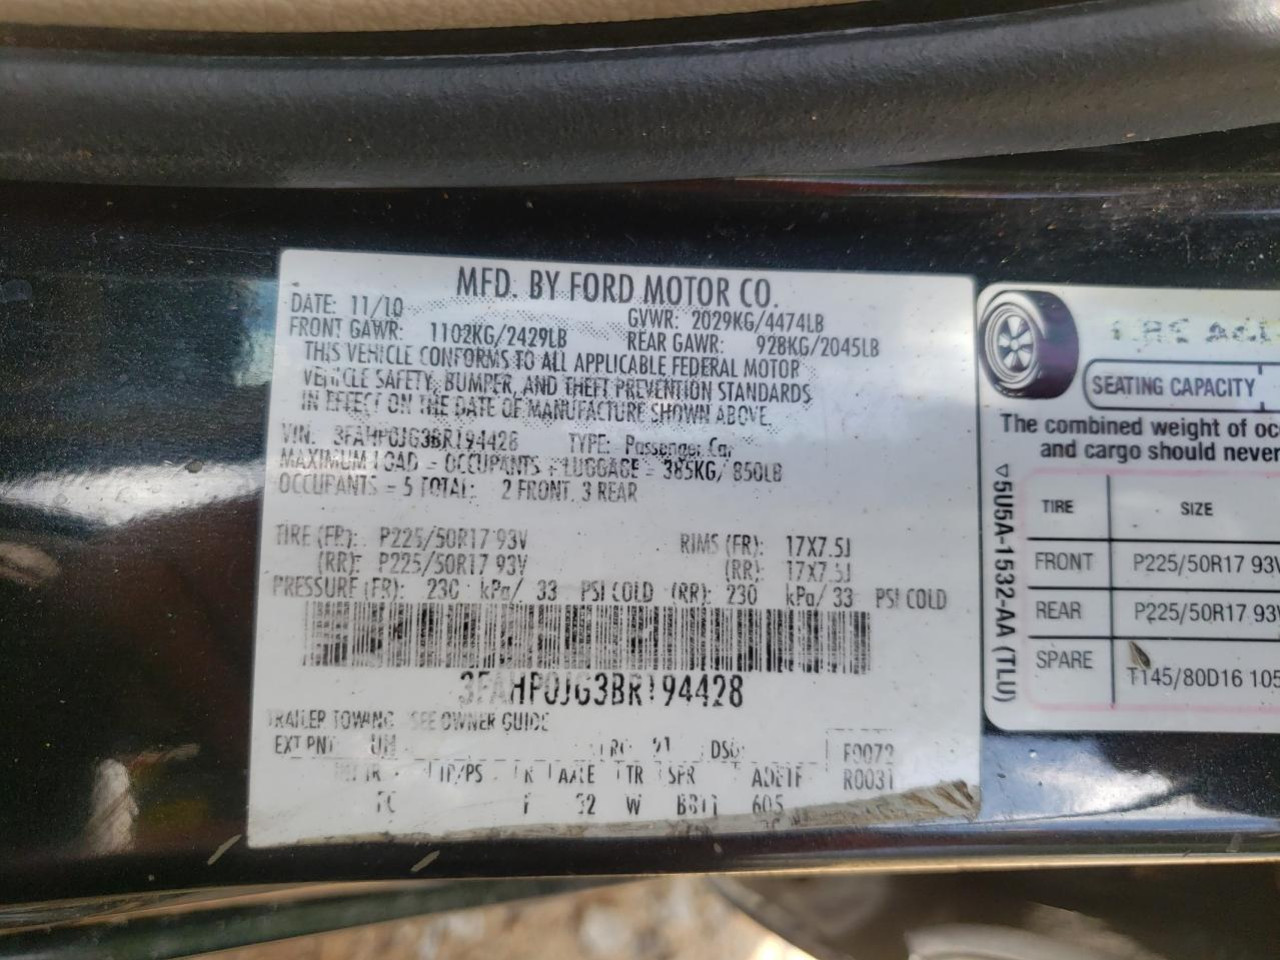 MFD. BY FORD MOTOR CO.
DATE: 11/10
GVWR: 2029KG/4474LB
FRONT GAWR: 1102KG/2429LB
REAR GAWR: 928KG/2045LB
THIS VEHICLE CONFORMS TO ALL APPLICABLE FEDERAL MOTOR
VEHICLE SAFETY, BUMPER, AND THEFT PREVENTION STANDARDS
IN EFFECT ON THE DATE OF MANUFACTURE SHOWN ABOVE.
VIN: 3FAHP0JG3BR194428 TYPE: Passenger Car
MAXIMUM LOAD = OCCUPANTS + LUGGAGE = 385KG/ 850LB
OCCUPANTS = 5 TOTAL: 2 FRONT, 3 REAR
TIRE (FR): P225/50R17 93V RIMS (FR): 17X7.5J
(RR): P225/50R17 93V (RR): 17X7.5J
PRESSURE (FR): 230 kPa/ 33 PSI COLD (RR): 230 kPa/ 33 PSI COLD
3FAHP0JG3BR194428
TRAILER TOWING SEE OWNER GUIDE
EXT PNT DSO: F0072
TR TP/PS R AXLE TR SPR R0031
32 W 605
SEATING CAPACITY
The combined weight of oc
and cargo should never
▽5U5A-1532-AA (TLU)
TIRE SIZE
FRONT P225/50R17 93V
REAR P225/50R17 93V
SPARE T145/80D16 105